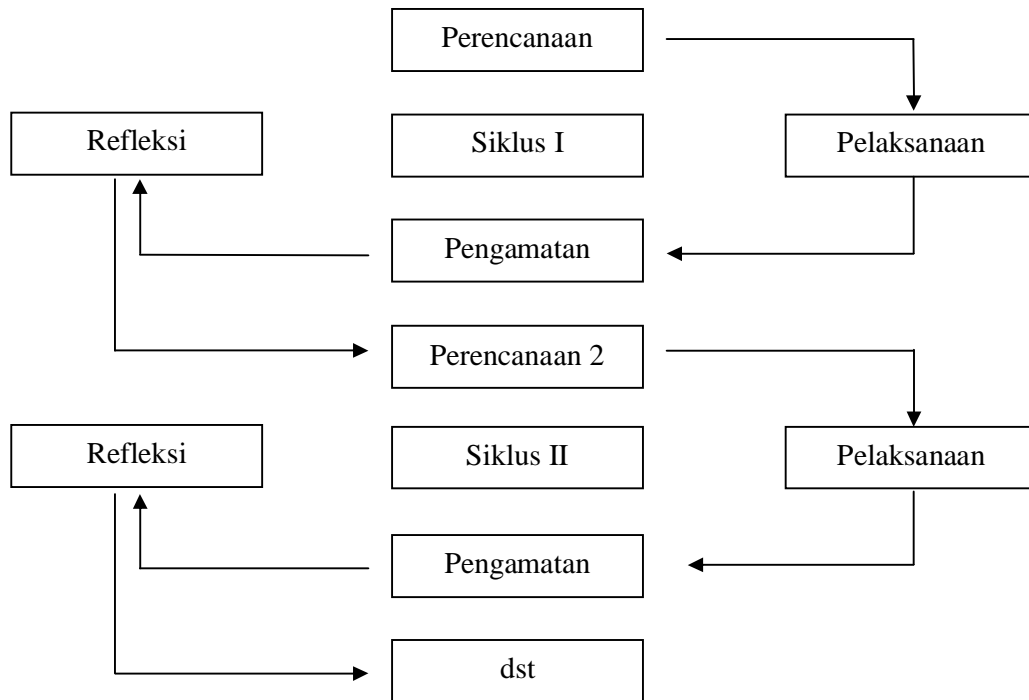 Perencanaan
Refleksi
Siklus I
Pelaksanaan
Pengamatan
Perencanaan 2
Refleksi
Siklus II
Pelaksanaan
Pengamatan
dst